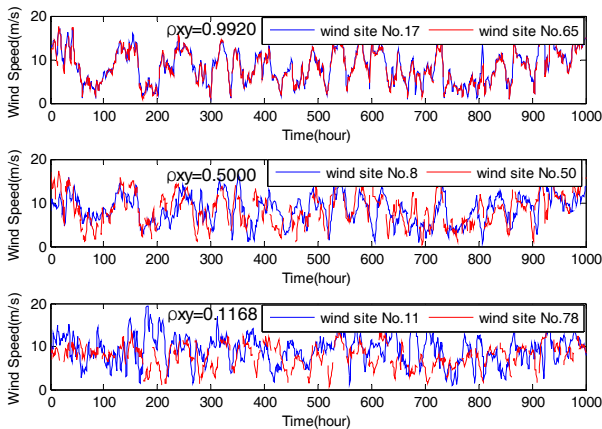 ρxy=0.9920
wind site No.17
wind site No.65
Wind Speed(m/s)
20
10
0
0 100 200 300 400 500 600 700 800 900 1000
Time(hour)
ρxy=0.5000
wind site No.8
wind site No.50
Wind Speed(m/s)
20
10
0
0 100 200 300 400 500 600 700 800 900 1000
Time(hour)
ρxy=0.1168
wind site No.11
wind site No.78
Wind Speed(m/s)
20
10
0
0 100 200 300 400 500 600 700 800 900 1000
Time(hour)